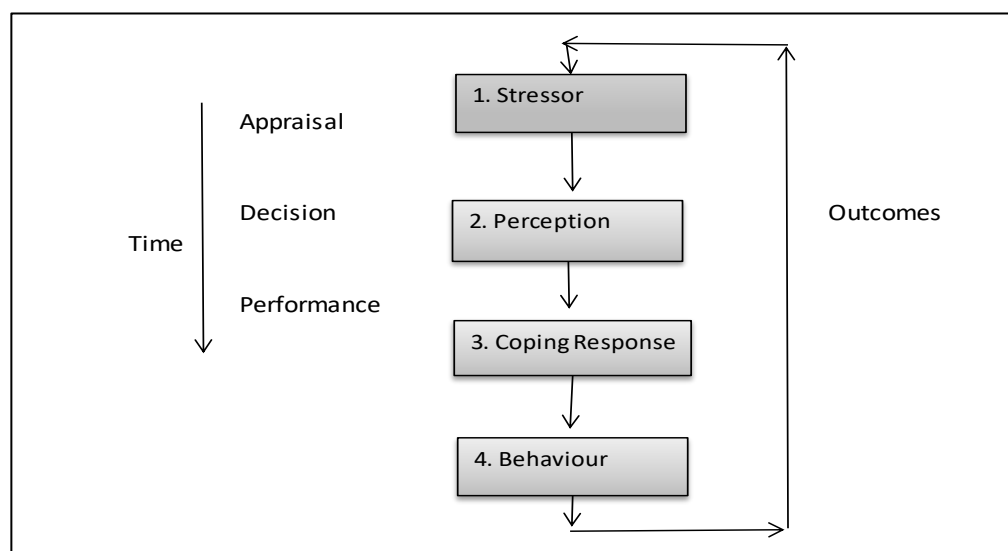 1. Stressor
Appraisal
Decision
2. Perception
Outcomes
Time
Performance
3. Coping Response
4. Behaviour